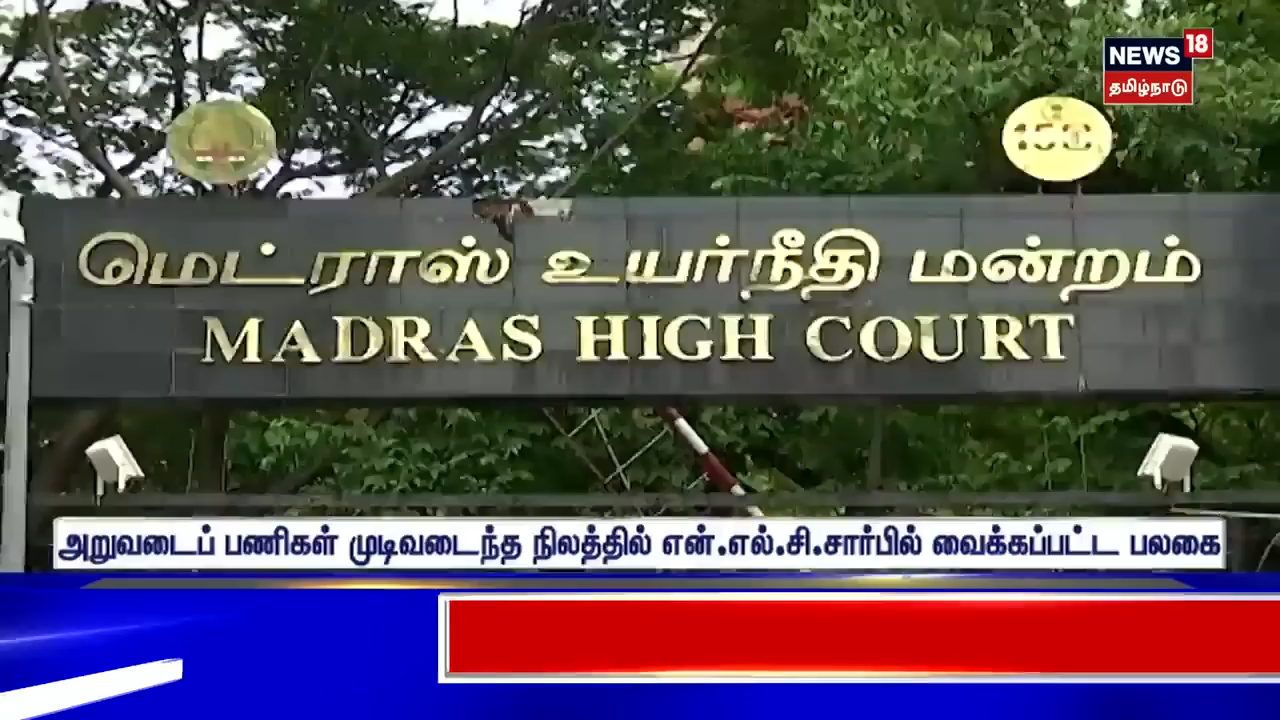 NEWS 18
தமிழ்நாடு
150
மெட்ராஸ் உயர்நீதி மன்றம்
MADRAS HIGH COURT
அறுவடைப் பணிகள் முடிவடைந்த நிலத்தில் என்.எல்.சி.சார்பில் வைக்கப்பட்ட பலகை